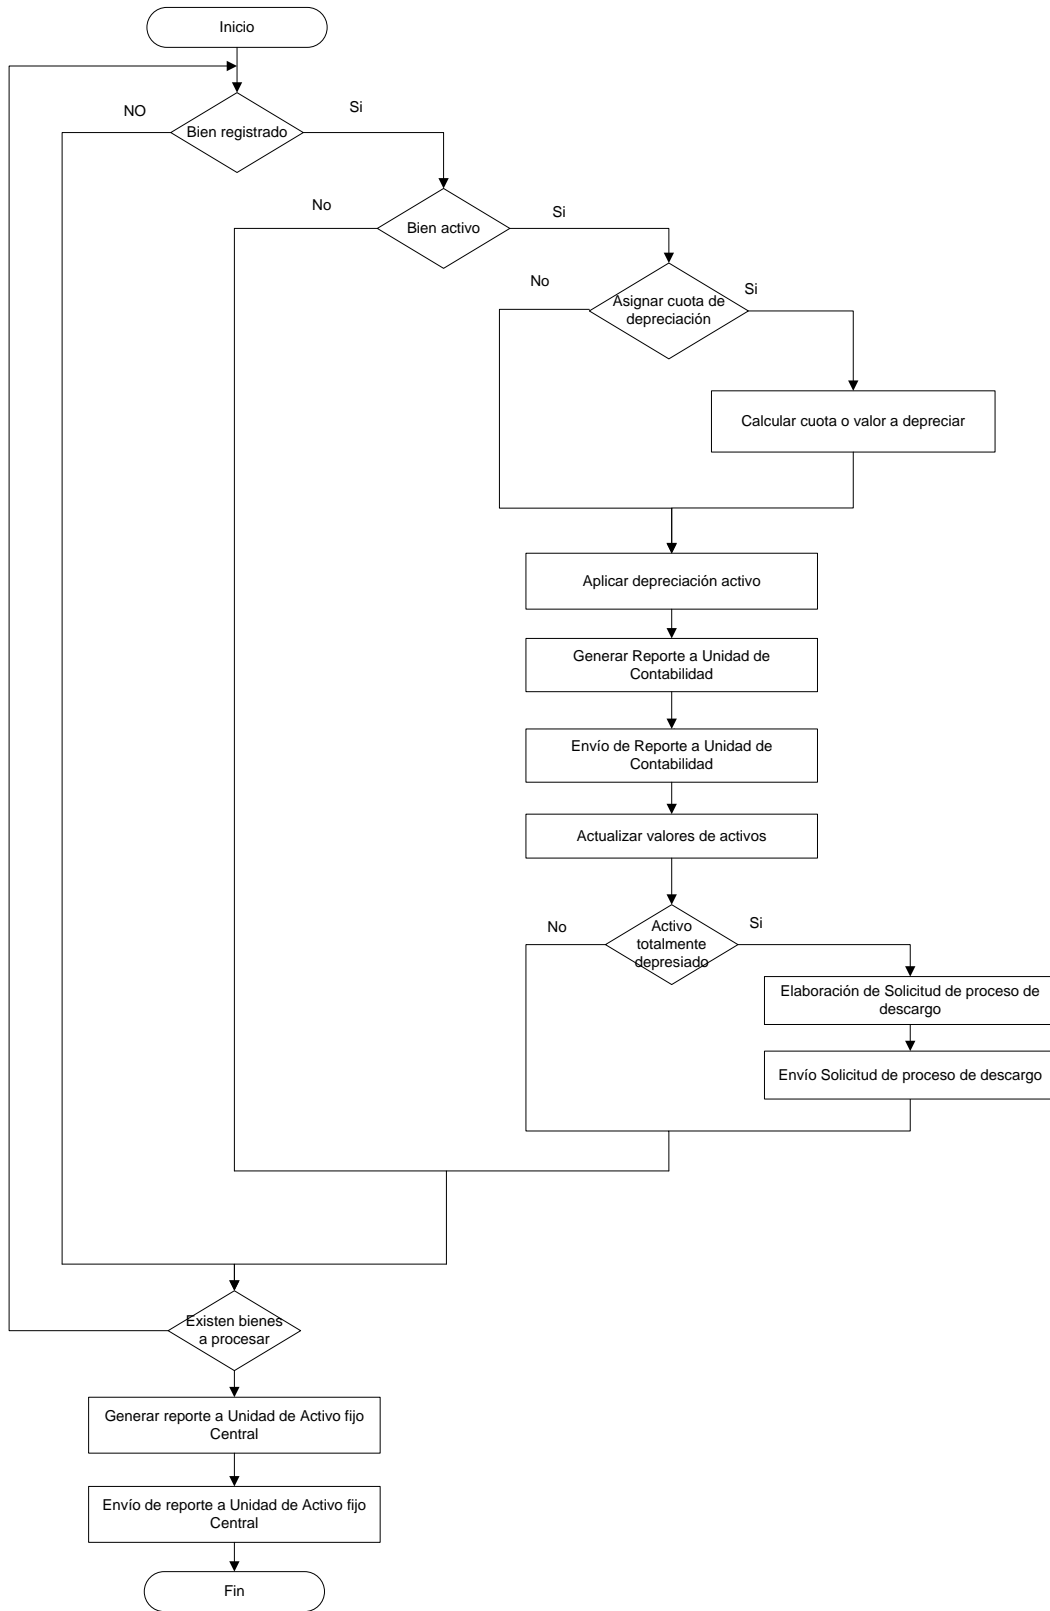 Inicio
NO
Si
Bien registrado
No
Si
Bien activo
No
Si
Asignar cuota de
depreciación
Calcular cuota o valor a depreciar
Aplicar depreciación activo
Generar Reporte a Unidad de
Contabilidad
Envío de Reporte a Unidad de
Contabilidad
Actualizar valores de activos
No
Si
Activo
totalmente
depresiado
Elaboración de Solicitud de proceso de
descargo
Envío Solicitud de proceso de descargo
Existen bienes
a procesar
Generar reporte a Unidad de Activo fijo
Central
Envío de reporte a Unidad de Activo fijo
Central
Fin